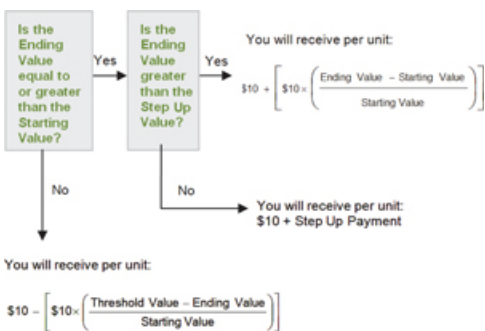 Is the
Ending
Value
equal to
or greater
than the
Starting
Value?
Yes
Is the
Ending
Value
greater
than the
Step Up
Value?
Yes
You will receive per unit:
$10 + [ $10 × ( Ending Value – Starting Value
Starting Value ) ]
No
No
You will receive per unit:
$10 + Step Up Payment
You will receive per unit:
$10 – [ $10× ( Threshold Value – Ending Value
Starting Value ) ]